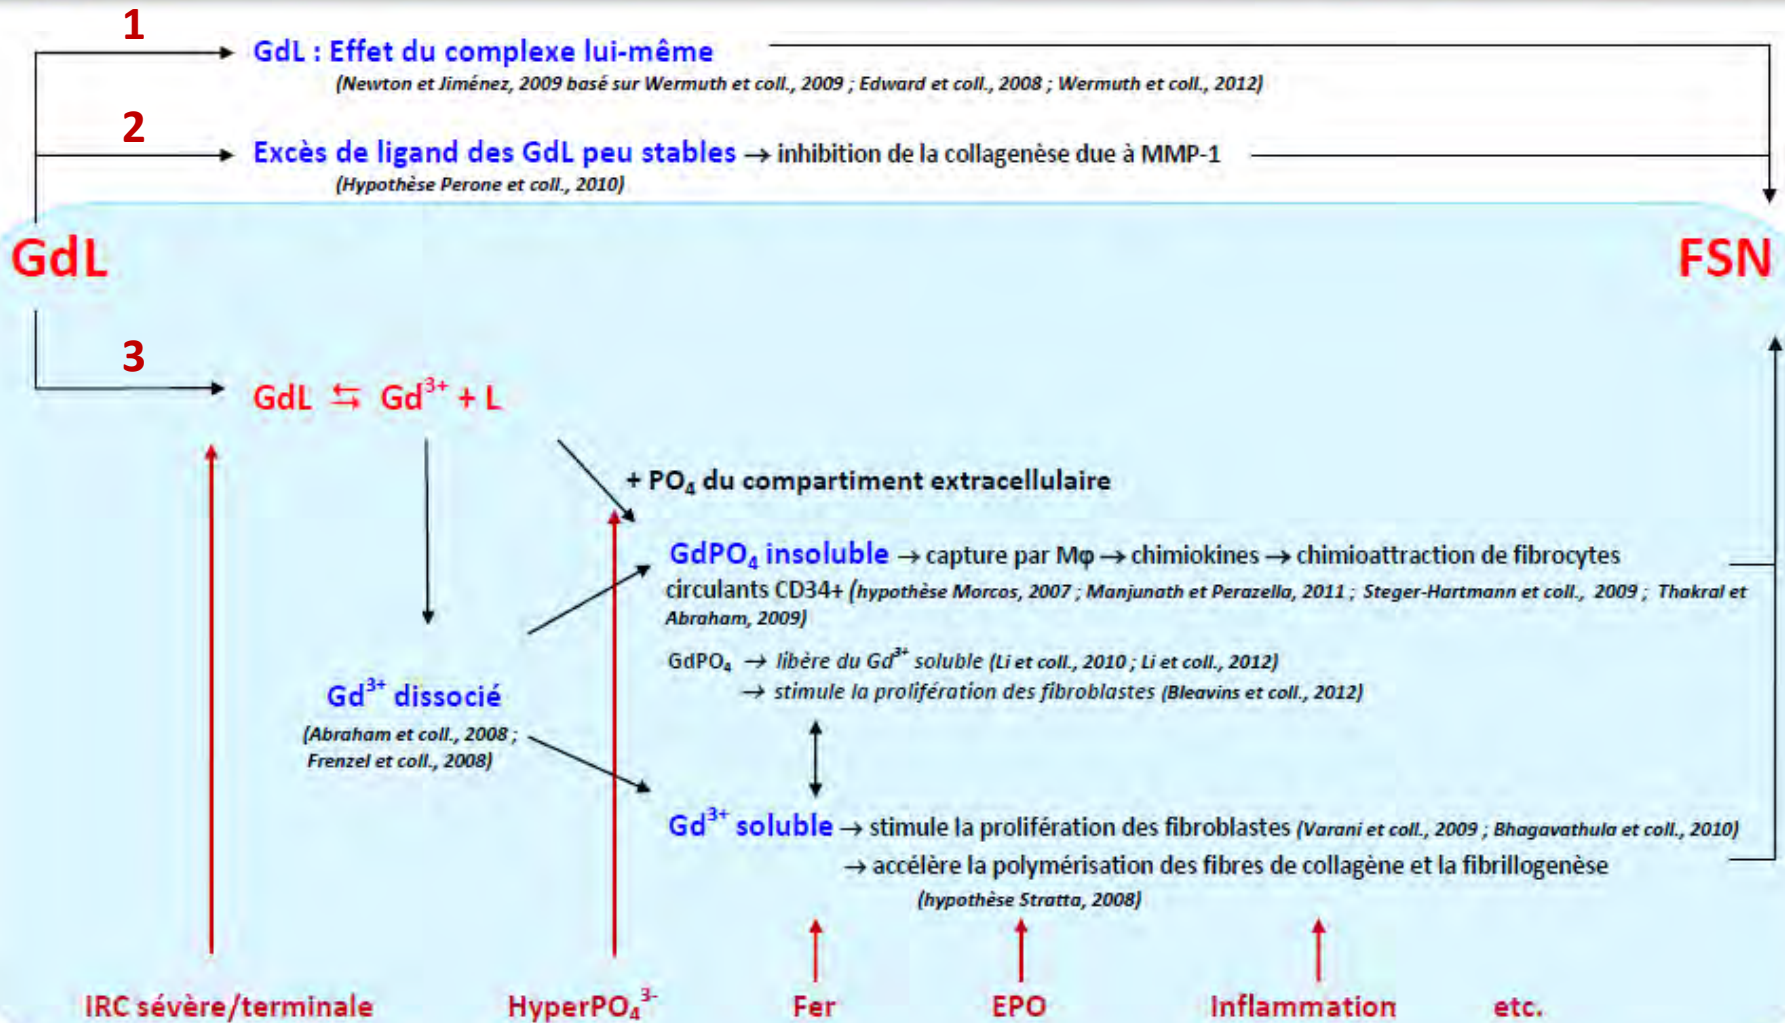 1
GdL : Effet du complexe lui-même
(Newton et Jiménez, 2009 basé sur Wermuth et coll., 2009 ; Edward et coll., 2008 ; Wermuth et coll., 2012)
2
Excès de ligand des GdL peu stables → inhibition de la collagenèse due à MMP-1
(Hypothèse Perone et coll., 2010)
GdL
FSN
3
GdL ⇆ Gd³⁺ + L
+ PO₄ du compartiment extracellulaire
GdPO₄ insoluble → capture par Mφ → chimiokines → chimioattraction de fibrocytes
circulants CD34+ (hypothèse Morcos, 2007 ; Manjunath et Perazella, 2011 ; Steger-Hartmann et coll., 2009 ; Thakral et
Abraham, 2009)
GdPO₄ → libère du Gd³⁺ soluble (Li et coll., 2010 ; Li et coll., 2012)
→ stimule la prolifération des fibroblastes (Bleavins et coll., 2012)
Gd³⁺ dissocié
(Abraham et coll., 2008 ;
Frenzel et coll., 2008)
Gd³⁺ soluble → stimule la prolifération des fibroblastes (Varani et coll., 2009 ; Bhagavathula et coll., 2010)
→ accélère la polymérisation des fibres de collagène et la fibrillogenèse
(hypothèse Stratta, 2008)
IRC sévère/terminale HyperPO₄³⁻ Fer EPO Inflammation etc.